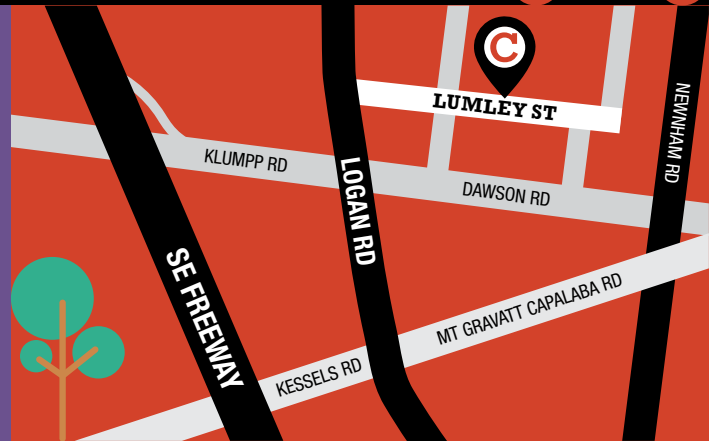 C
LUMLEY ST
NEWNHAM RD
KLUMPP RD
LOGAN RD
DAWSON RD
SE FREEWAY
MT GRAVATT CAPALABA RD
KESSELS RD